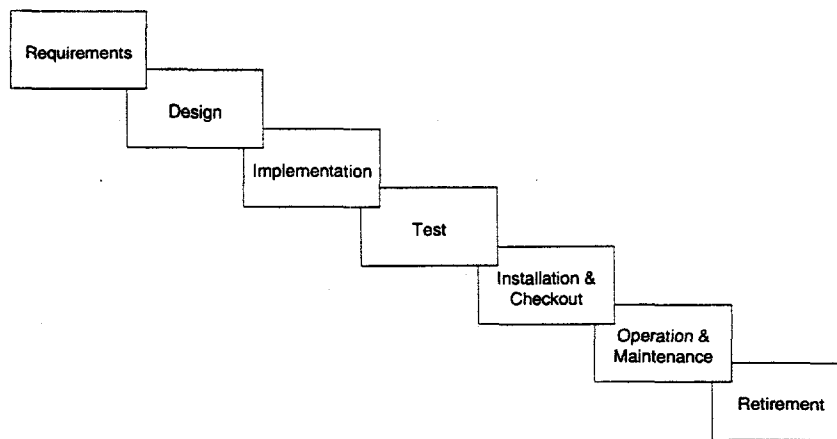 Requirements
Design
Implementation
Test
Installation &
Checkout
Operation &
Maintenance
Retirement